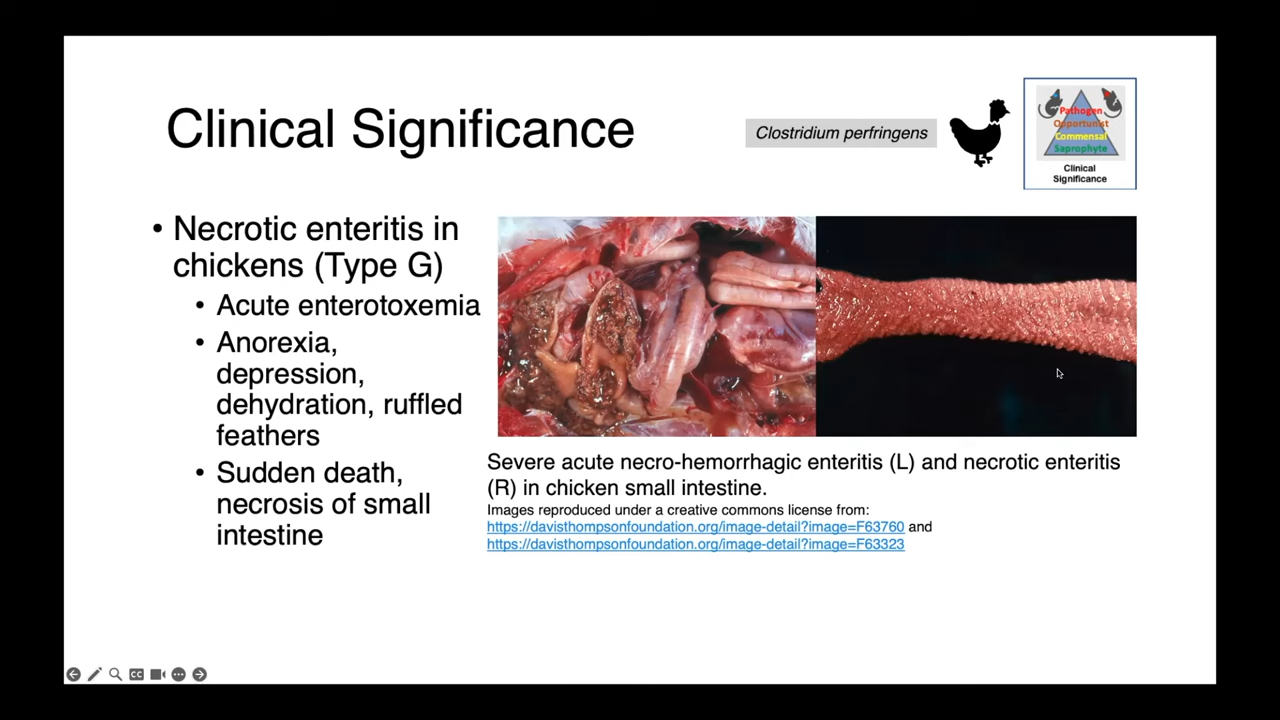 Clinical Significance
Clostridium perfringens
Pathogen
Opportunist
Commensal
Saprophyte
Clinical
Significance
• Necrotic enteritis in
chickens (Type G)
• Acute enterotoxemia
• Anorexia,
depression,
dehydration, ruffled
feathers
• Sudden death,
necrosis of small
intestine
Severe acute necro-hemorrhagic enteritis (L) and necrotic enteritis
(R) in chicken small intestine.
Images reproduced under a creative commons license from:
https://davisthompsonfoundation.org/image-detail?image=F63760 and
https://davisthompsonfoundation.org/image-detail?image=F63323
CC